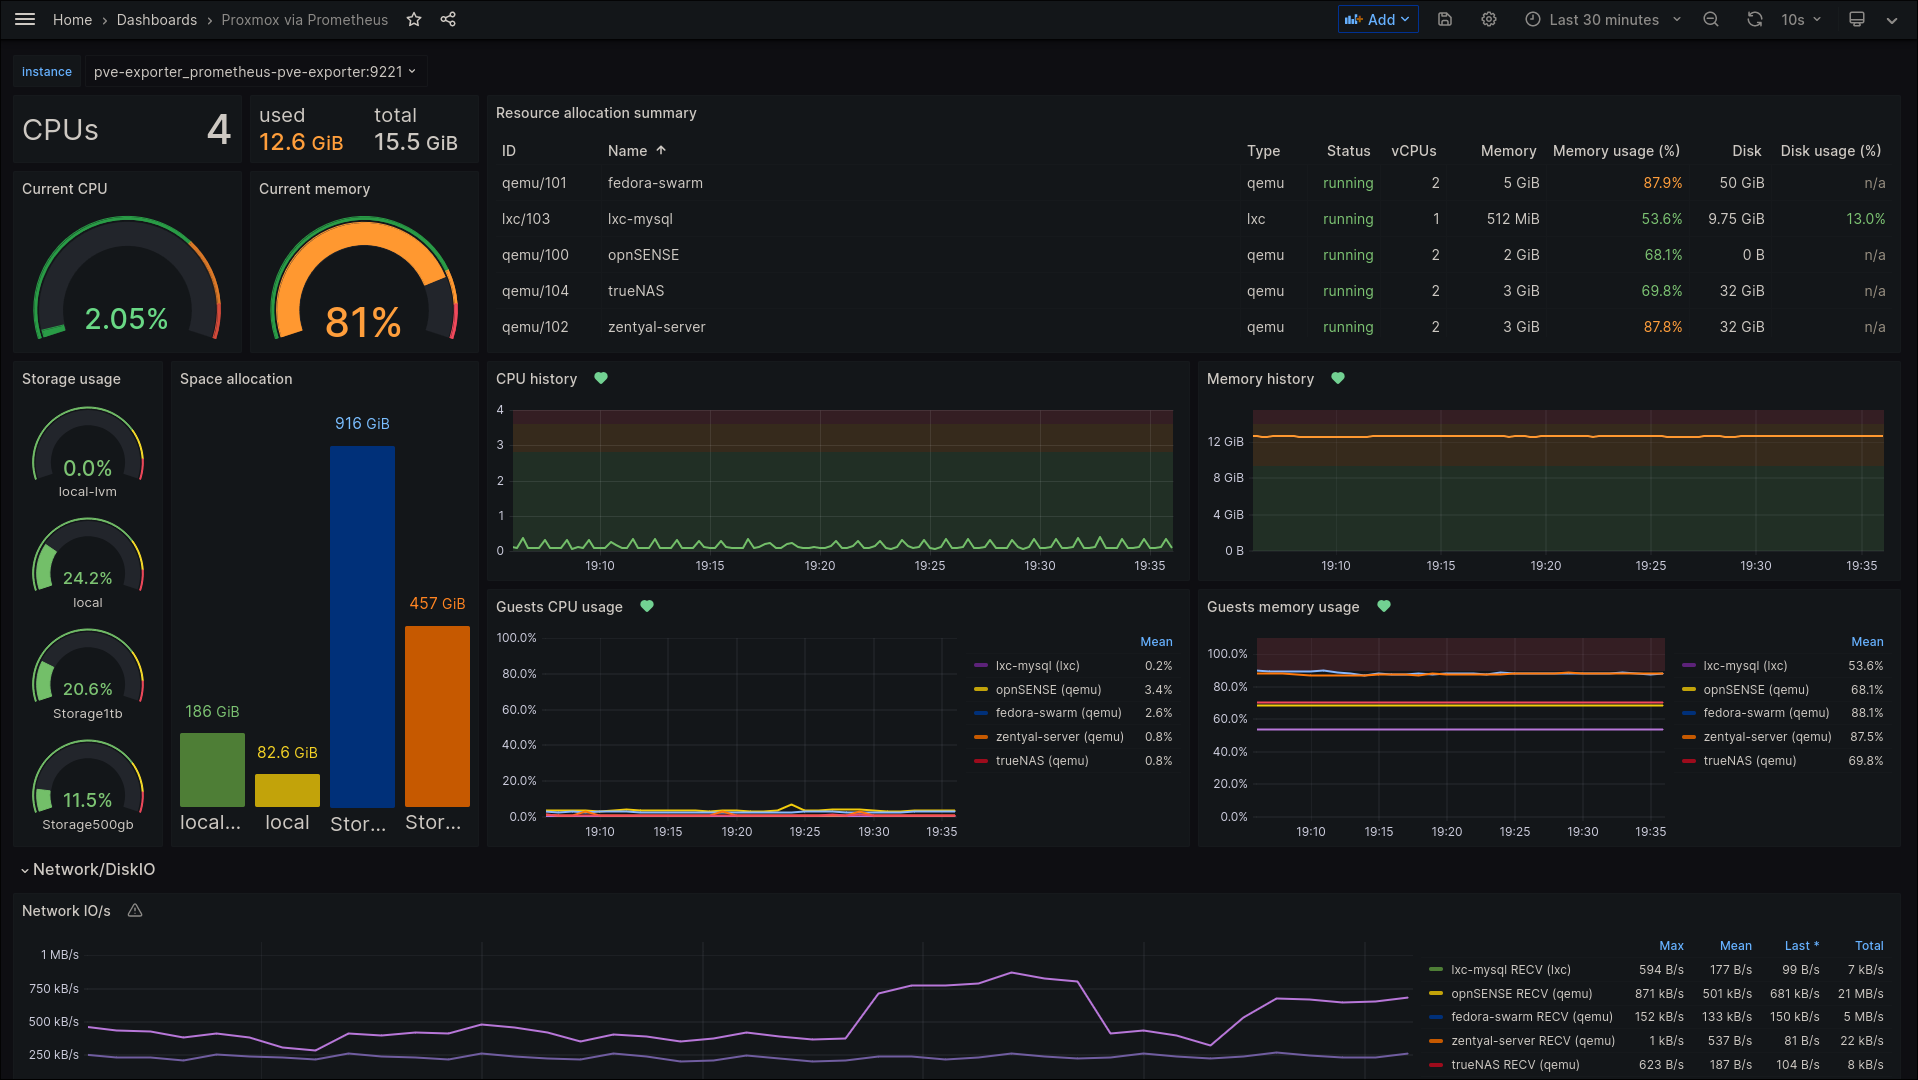 Home › Dashboards › Proxmox via Prometheus
Add
Last 30 minutes
10s
instance
pve-exporter_prometheus-pve-exporter:9221
CPUs 4
used total
12.6 GiB 15.5 GiB
Current CPU
2.05%
Current memory
81%
Resource allocation summary
ID Name Type Status vCPUs Memory Memory usage (%) Disk Disk usage (%)
qemu/101 fedora-swarm qemu running 2 5 GiB 87.9% 50 GiB n/a
lxc/103 lxc-mysql lxc running 1 512 MiB 53.6% 9.75 GiB 13.0%
qemu/100 opnSENSE qemu running 2 2 GiB 68.1% 0 B n/a
qemu/104 trueNAS qemu running 2 3 GiB 69.8% 32 GiB n/a
qemu/102 zentyal-server qemu running 2 3 GiB 87.8% 32 GiB n/a
Storage usage
0.0%
local-lvm
24.2%
local
20.6%
Storage1tb
11.5%
Storage500gb
Space allocation
916 GiB
457 GiB
186 GiB
82.6 GiB
local... local Stor... Stor...
CPU history
4
3
2
1
0
19:10 19:15 19:20 19:25 19:30 19:35
Memory history
12 GiB
8 GiB
4 GiB
0 B
19:10 19:15 19:20 19:25 19:30 19:35
Guests CPU usage
100.0%
80.0%
60.0%
40.0%
20.0%
0.0%
19:10 19:15 19:20 19:25 19:30 19:35
Mean
lxc-mysql (lxc) 0.2%
opnSENSE (qemu) 3.4%
fedora-swarm (qemu) 2.6%
zentyal-server (qemu) 0.8%
trueNAS (qemu) 0.8%
Guests memory usage
100.0%
80.0%
60.0%
40.0%
20.0%
0.0%
19:10 19:15 19:20 19:25 19:30 19:35
Mean
lxc-mysql (lxc) 53.6%
opnSENSE (qemu) 68.1%
fedora-swarm (qemu) 88.1%
zentyal-server (qemu) 87.5%
trueNAS (qemu) 69.8%
Network/DiskIO
Network IO/s
1 MB/s
750 kB/s
500 kB/s
250 kB/s
Max Mean Last * Total
lxc-mysql RECV (lxc) 594 B/s 177 B/s 99 B/s 7 kB/s
opnSENSE RECV (qemu) 871 kB/s 501 kB/s 681 kB/s 21 MB/s
fedora-swarm RECV (qemu) 152 kB/s 133 kB/s 150 kB/s 5 MB/s
zentyal-server RECV (qemu) 1 kB/s 537 B/s 81 B/s 22 kB/s
trueNAS RECV (qemu) 623 B/s 187 B/s 104 B/s 8 kB/s